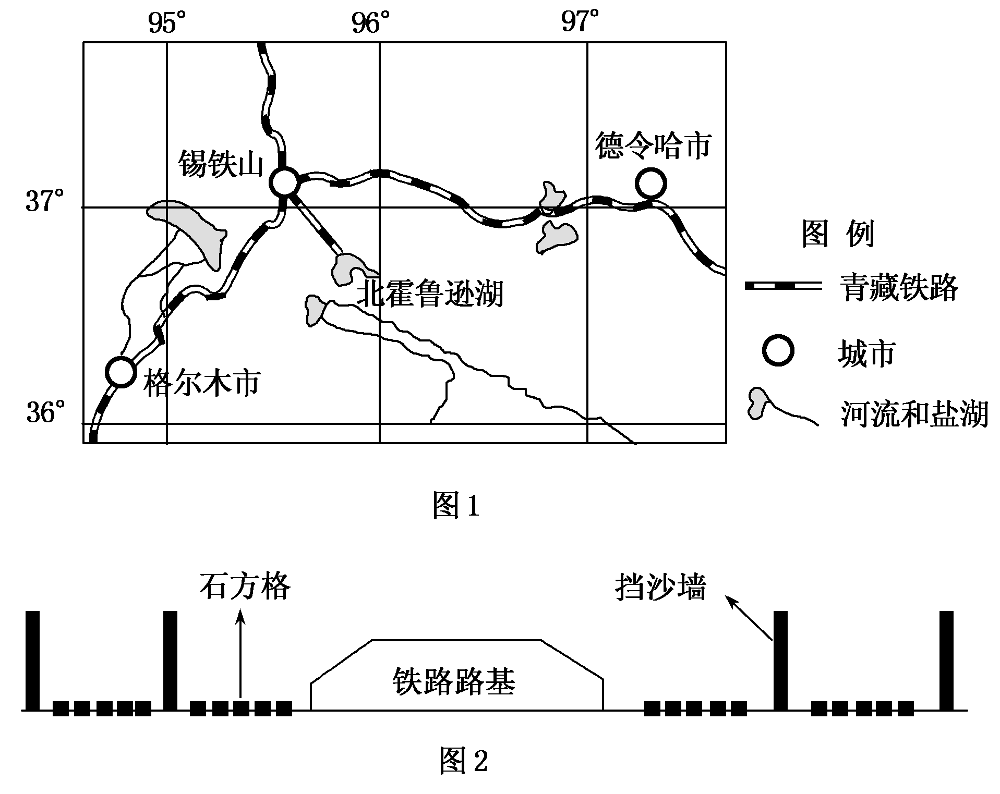 95° 96° 97°
德令哈市
锡铁山
37°
图 例
青藏铁路
北霍鲁逊湖
城市
格尔木市
36°
河流和盐湖
图1
石方格
挡沙墙
铁路路基
图2